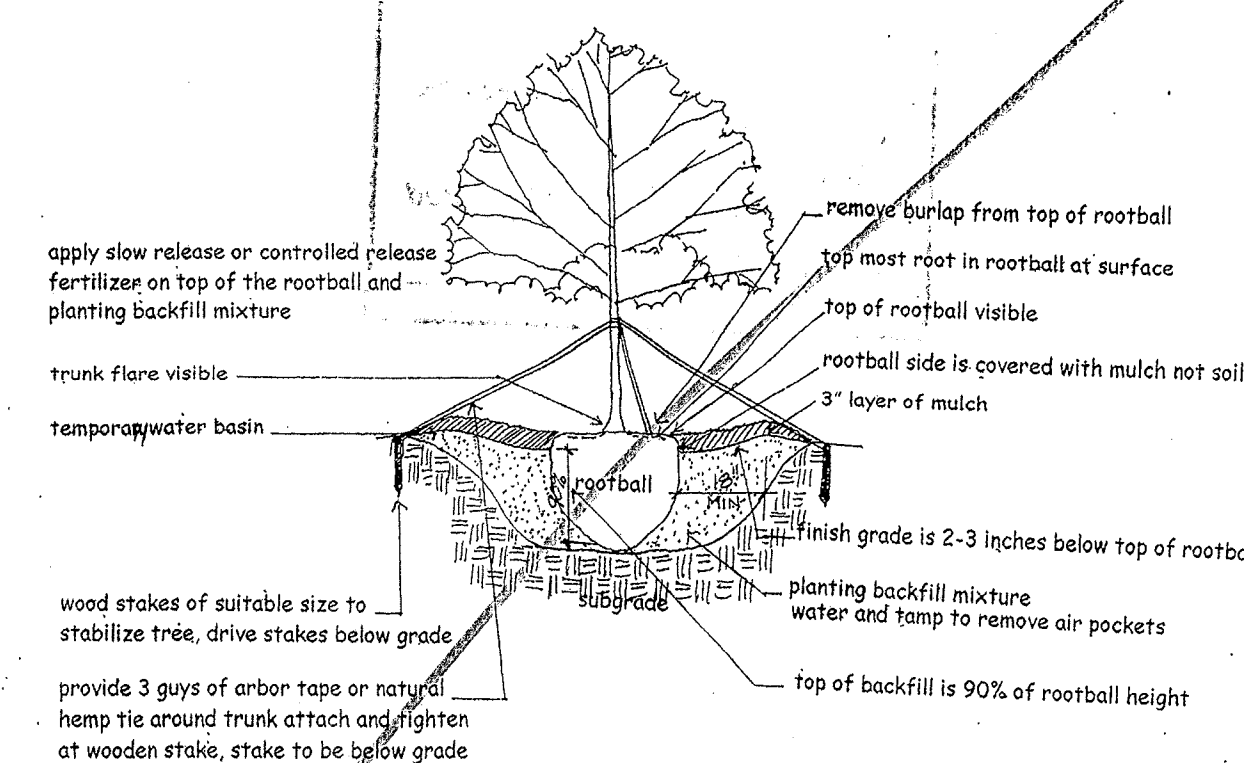 apply slow release or controlled release
fertilizer on top of the rootball and
planting backfill mixture
trunk flare visible
temporary water basin
wood stakes of suitable size to
stabilize tree, drive stakes below grade
provide 3 guys of arbor tape or natural
hemp tie around trunk attach and tighten
at wooden stake, stake to be below grade
remove burlap from top of rootball
top most root in rootball at surface
top of rootball visible
rootball side is covered with mulch not soil
3" layer of mulch
rootball
90%
18"
MIN
subgrade
finish grade is 2-3 inches below top of
planting backfill mixture
water and tamp to remove air pockets
top of backfill is 90% of rootball height